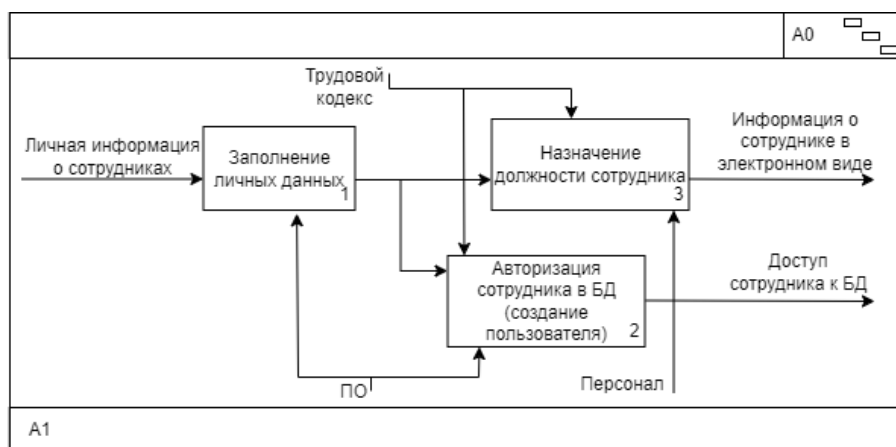 A0
Трудовой
кодекс
Личная информация
о сотрудниках
Заполнение
личных данных
1
Назначение
должности сотрудника
3
Информация о
сотруднике в
электронном виде
Авторизация
сотрудника в БД
(создание
пользователя)
2
Доступ
сотрудника к БД
ПО
Персонал
A1